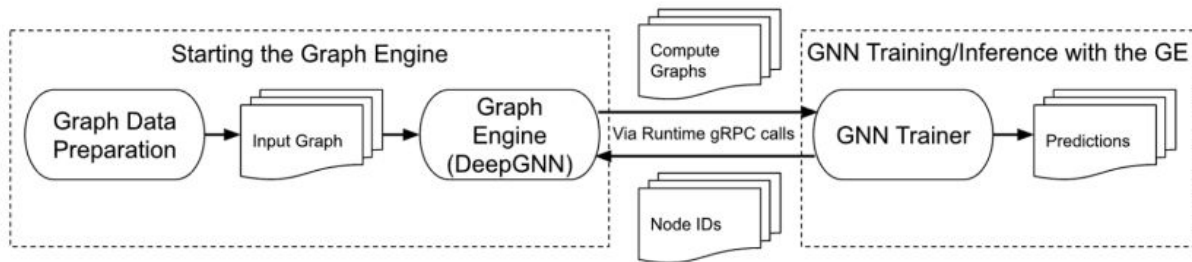 Starting the Graph Engine
Graph Data
Preparation
Input Graph
Graph
Engine
(DeepGNN)
Compute
Graphs
Via Runtime gRPC calls
Node IDs
GNN Training/Inference with the GE
GNN Trainer
Predictions